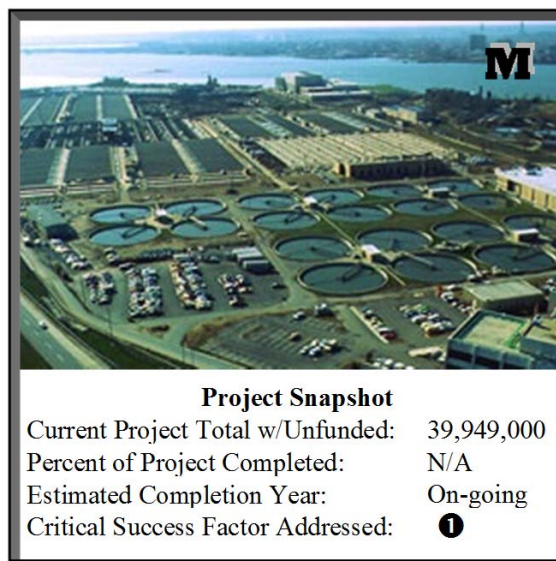 M
Project Snapshot
Current Project Total w/Unfunded: 39,949,000
Percent of Project Completed: N/A
Estimated Completion Year: On-going
Critical Success Factor Addressed: ❶